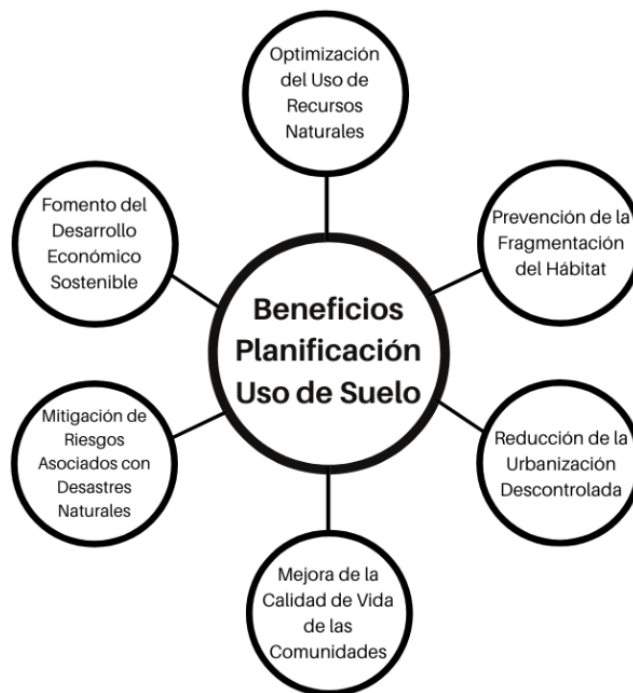 Optimización
del Uso de
Recursos
Naturales
Fomento del
Desarrollo
Económico
Sostenible
Prevención de la
Fragmentación
del Hábitat
Beneficios
Planificación
Uso de Suelo
Mitigación de
Riesgos
Asociados con
Desastres
Naturales
Reducción de la
Urbanización
Descontrolada
Mejora de la
Calidad de Vida
de las
Comunidades